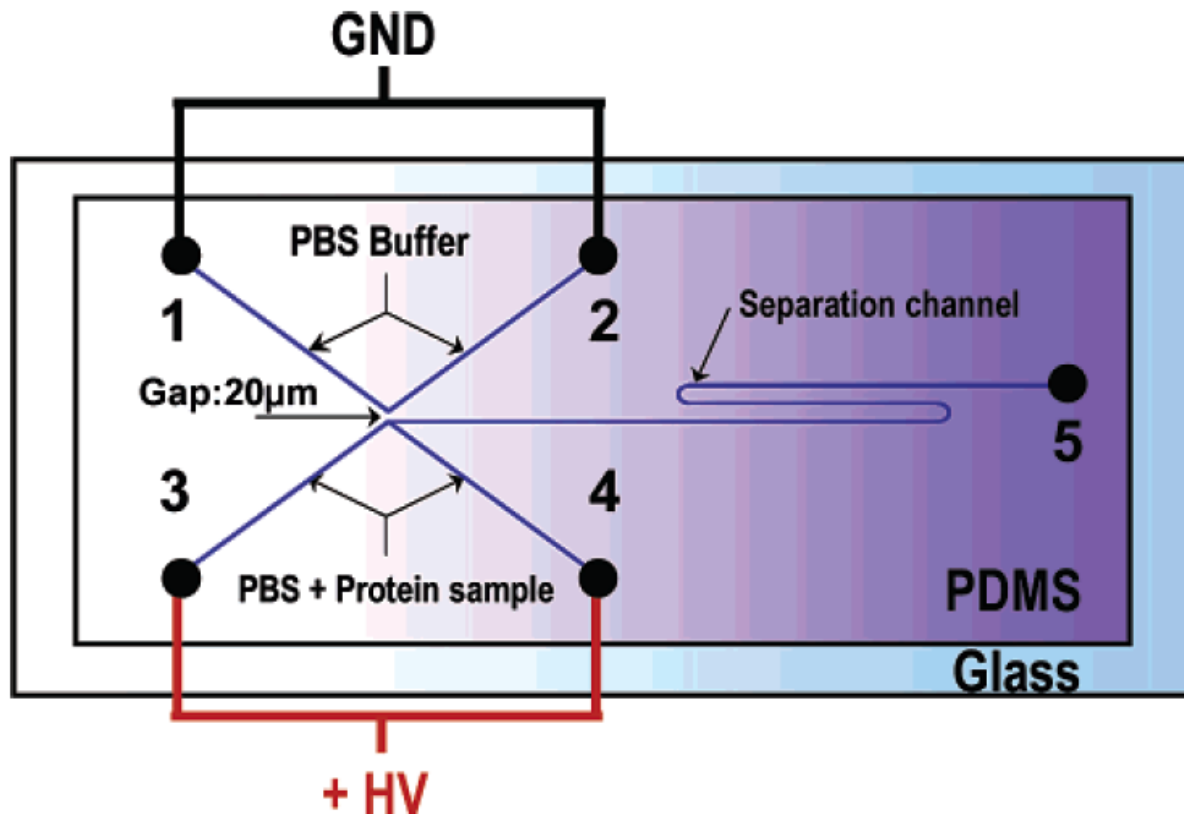 GND
PBS Buffer
1
2
Separation channel
Gap:20µm
5
3
4
PBS + Protein sample
PDMS
Glass
+ HV